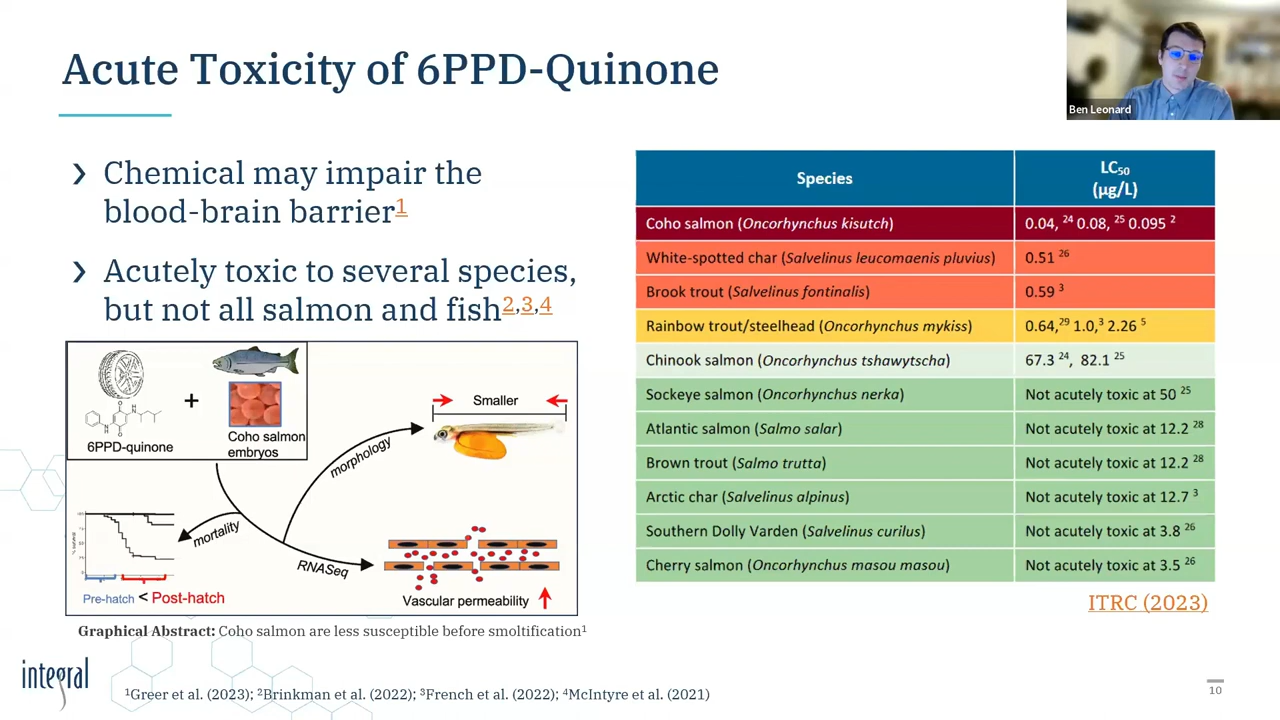 Acute Toxicity of 6PPD-Quinone
Ben Leonard
❯ Chemical may impair the
blood-brain barrier¹
❯ Acutely toxic to several species,
but not all salmon and fish²,³,⁴
6PPD-quinone
+
Coho salmon
embryos
Smaller
morphology
mortality
RNASeq
Pre-hatch < Post-hatch
Vascular permeability
Graphical Abstract: Coho salmon are less susceptible before smoltification¹
Species LC₅₀
(µg/L)
Coho salmon (Oncorhynchus kisutch) 0.04, ²⁴ 0.08, ²⁵ 0.095 ²
White-spotted char (Salvelinus leucomaenis pluvius) 0.51 ²⁶
Brook trout (Salvelinus fontinalis) 0.59 ³
Rainbow trout/steelhead (Oncorhynchus mykiss) 0.64,²⁹ 1.0,³ 2.26 ⁵
Chinook salmon (Oncorhynchus tshawytscha) 67.3 ²⁴, 82.1 ²⁵
Sockeye salmon (Oncorhynchus nerka) Not acutely toxic at 50 ²⁵
Atlantic salmon (Salmo salar) Not acutely toxic at 12.2 ²⁸
Brown trout (Salmo trutta) Not acutely toxic at 12.2 ²⁸
Arctic char (Salvelinus alpinus) Not acutely toxic at 12.7 ³
Southern Dolly Varden (Salvelinus curilus) Not acutely toxic at 3.8 ²⁶
Cherry salmon (Oncorhynchus masou masou) Not acutely toxic at 3.5 ²⁶
ITRC (2023)
integral
¹Greer et al. (2023); ²Brinkman et al. (2022); ³French et al. (2022); ⁴McIntyre et al. (2021)
10